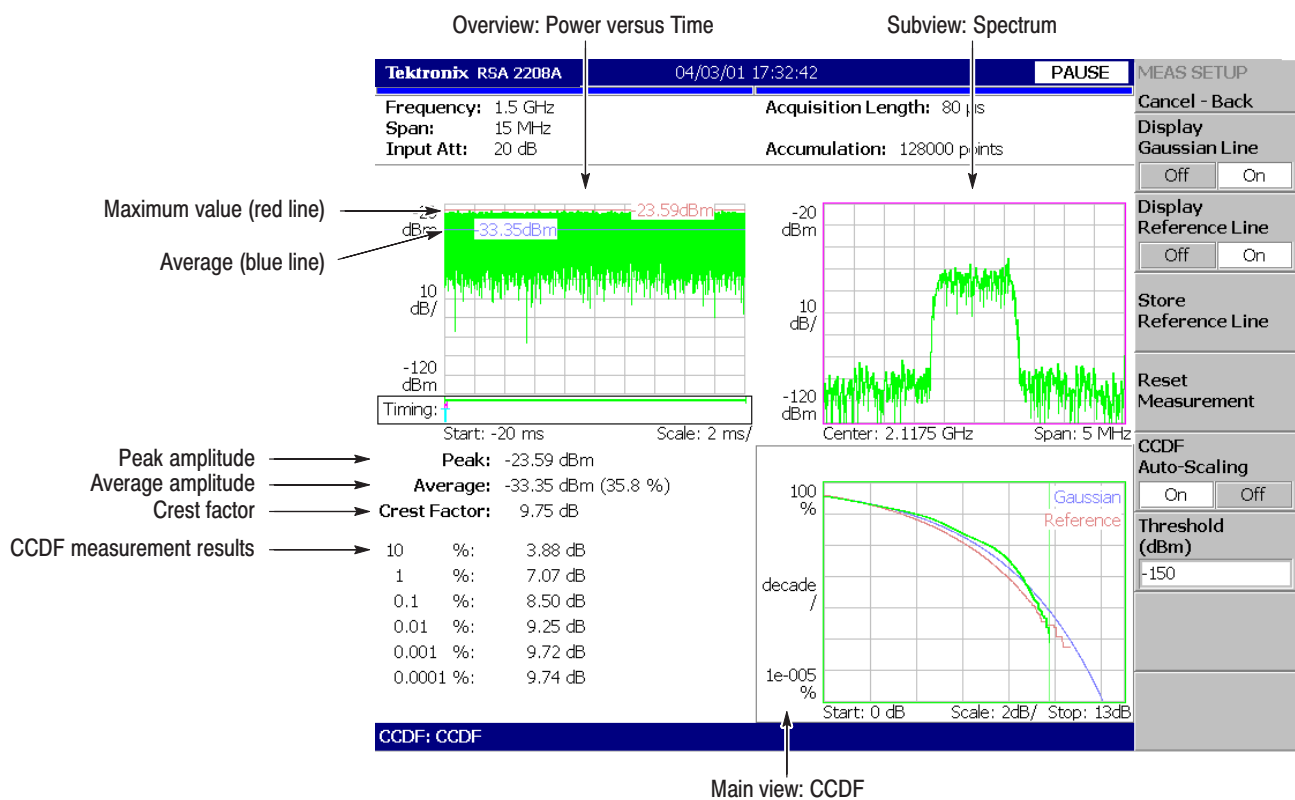 Overview: Power versus Time
Subview: Spectrum
Tektronix RSA 2208A 04/03/01 17:32:42 PAUSE
MEAS SETUP
Frequency: 1.5 GHz
Span: 15 MHz
Input Att: 20 dB
Acquisition Length: 80 µs
Accumulation: 128000 points
Cancel - Back
Display
Gaussian Line
Off On
Display
Reference Line
Off On
Store
Reference Line
Reset
Measurement
CCDF
Auto-Scaling
On Off
Threshold
(dBm)
-150
Maximum value (red line)
Average (blue line)
dBm
-23.59dBm
-33.35dBm
10
dB/
-120
dBm
Timing:
Start: -20 ms Scale: 2 ms/
-20
dBm
10
dB/
-120
dBm
Center: 2.1175 GHz Span: 5 MHz
Peak amplitude
Average amplitude
Crest factor
CCDF measurement results
Peak: -23.59 dBm
Average: -33.35 dBm (35.8 %)
Crest Factor: 9.75 dB
10 %: 3.88 dB
1 %: 7.07 dB
0.1 %: 8.50 dB
0.01 %: 9.25 dB
0.001 %: 9.72 dB
0.0001 %: 9.74 dB
100
%
Gaussian
Reference
decade
/
1e-005
%
Start: 0 dB Scale: 2dB/ Stop: 13dB
CCDF: CCDF
Main view: CCDF